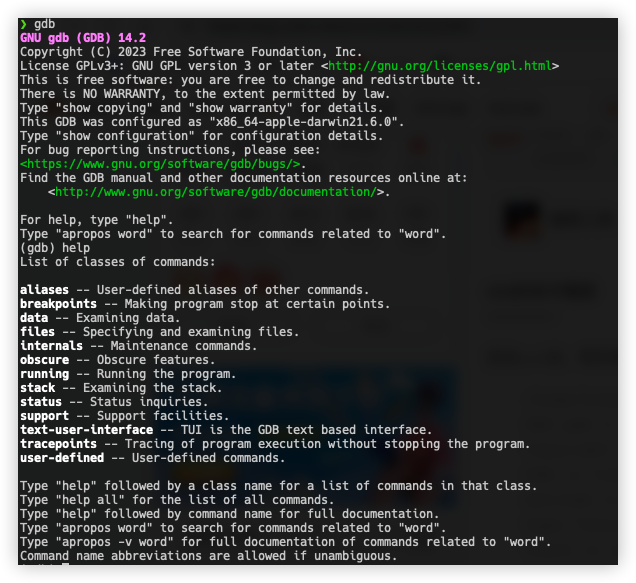 ❯ gdb
GNU gdb (GDB) 14.2
Copyright (C) 2023 Free Software Foundation, Inc.
License GPLv3+: GNU GPL version 3 or later <http://gnu.org/licenses/gpl.html>
This is free software: you are free to change and redistribute it.
There is NO WARRANTY, to the extent permitted by law.
Type "show copying" and "show warranty" for details.
This GDB was configured as "x86_64-apple-darwin21.6.0".
Type "show configuration" for configuration details.
For bug reporting instructions, please see:
<https://www.gnu.org/software/gdb/bugs/>.
Find the GDB manual and other documentation resources online at:
    <http://www.gnu.org/software/gdb/documentation/>.

For help, type "help".
Type "apropos word" to search for commands related to "word".
(gdb) help
List of classes of commands:

aliases -- User-defined aliases of other commands.
breakpoints -- Making program stop at certain points.
data -- Examining data.
files -- Specifying and examining files.
internals -- Maintenance commands.
obscure -- Obscure features.
running -- Running the program.
stack -- Examining the stack.
status -- Status inquiries.
support -- Support facilities.
text-user-interface -- TUI is the GDB text based interface.
tracepoints -- Tracing of program execution without stopping the program.
user-defined -- User-defined commands.

Type "help" followed by a class name for a list of commands in that class.
Type "help all" for the list of all commands.
Type "help" followed by command name for full documentation.
Type "apropos word" to search for commands related to "word".
Type "apropos -v word" for full documentation of commands related to "word".
Command name abbreviations are allowed if unambiguous.